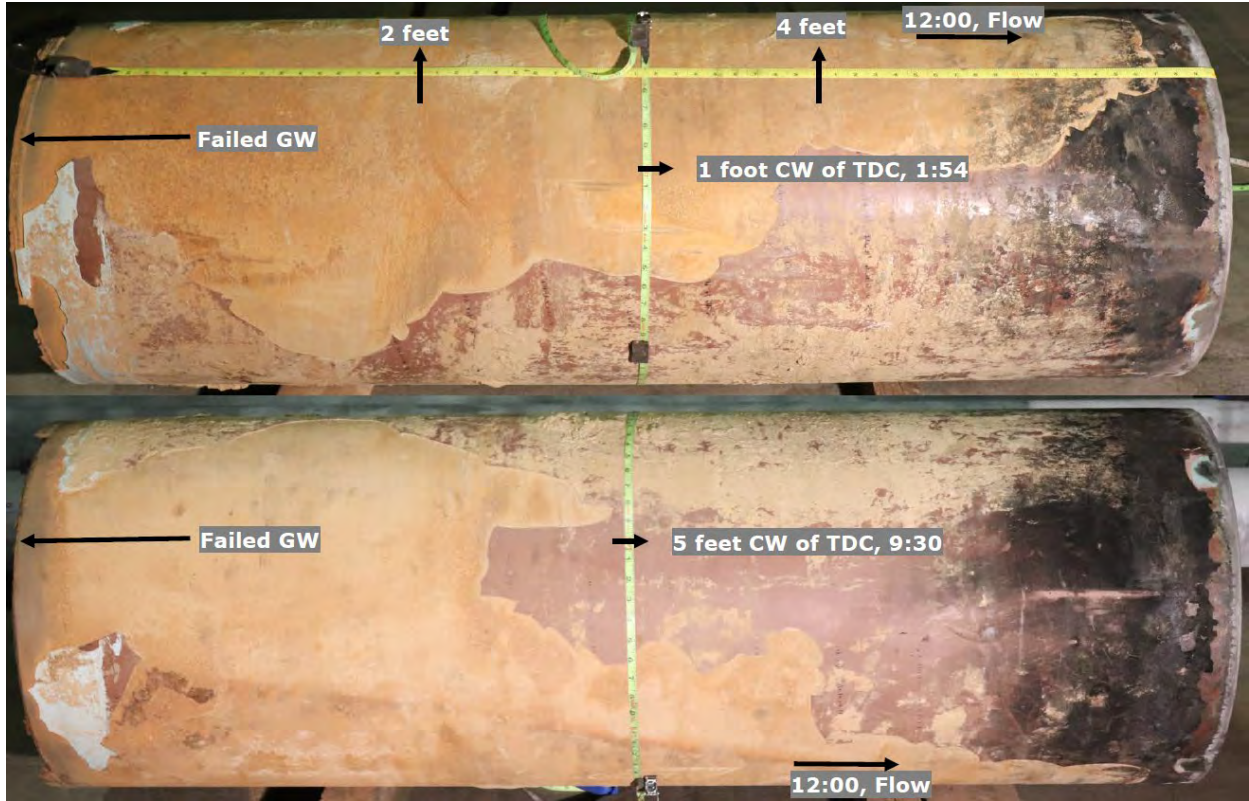 2 feet
4 feet
12:00, Flow
Failed GW
1 foot CW of TDC, 1:54
Failed GW
5 feet CW of TDC, 9:30
12:00, Flow